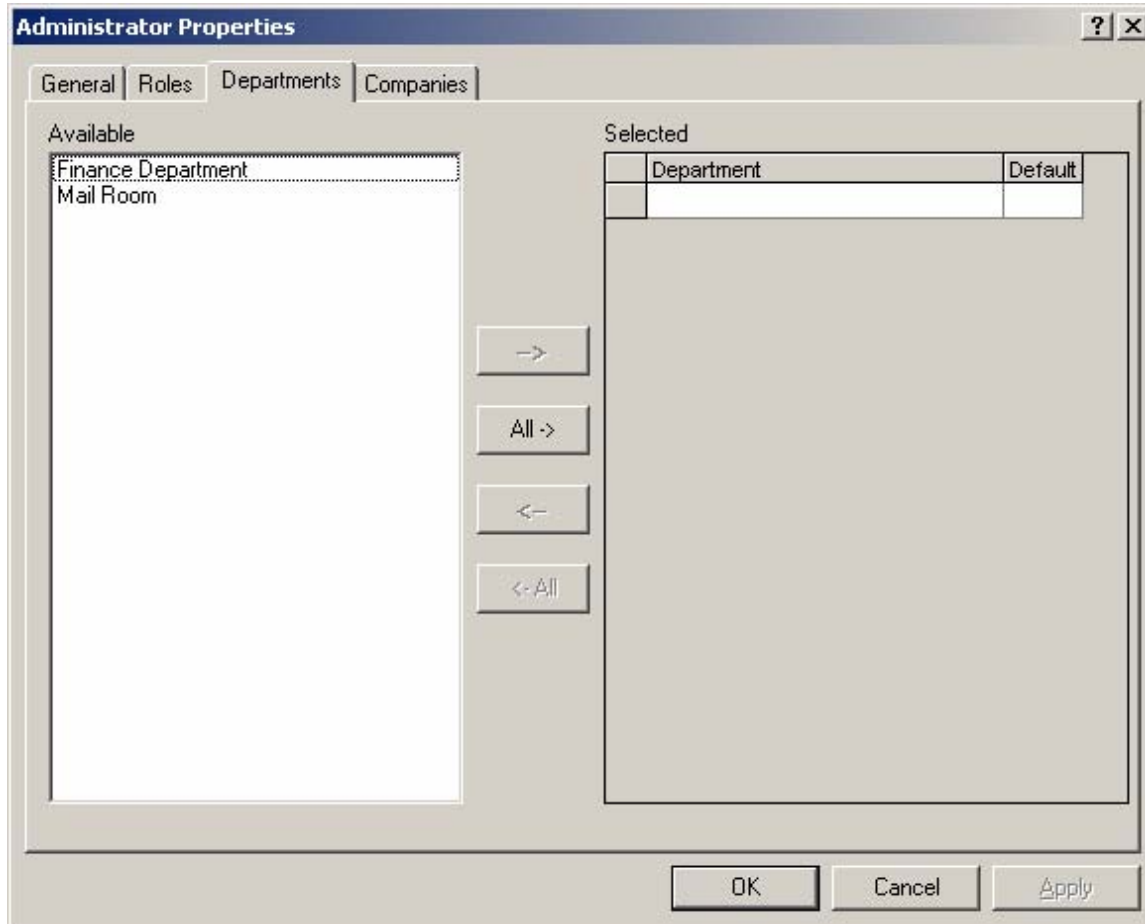 Administrator Properties ? X
General Roles Departments Companies
Available Selected
Finance Department
Mail Room
Department Default
-->
All ->
<--
<- All
OK Cancel Apply